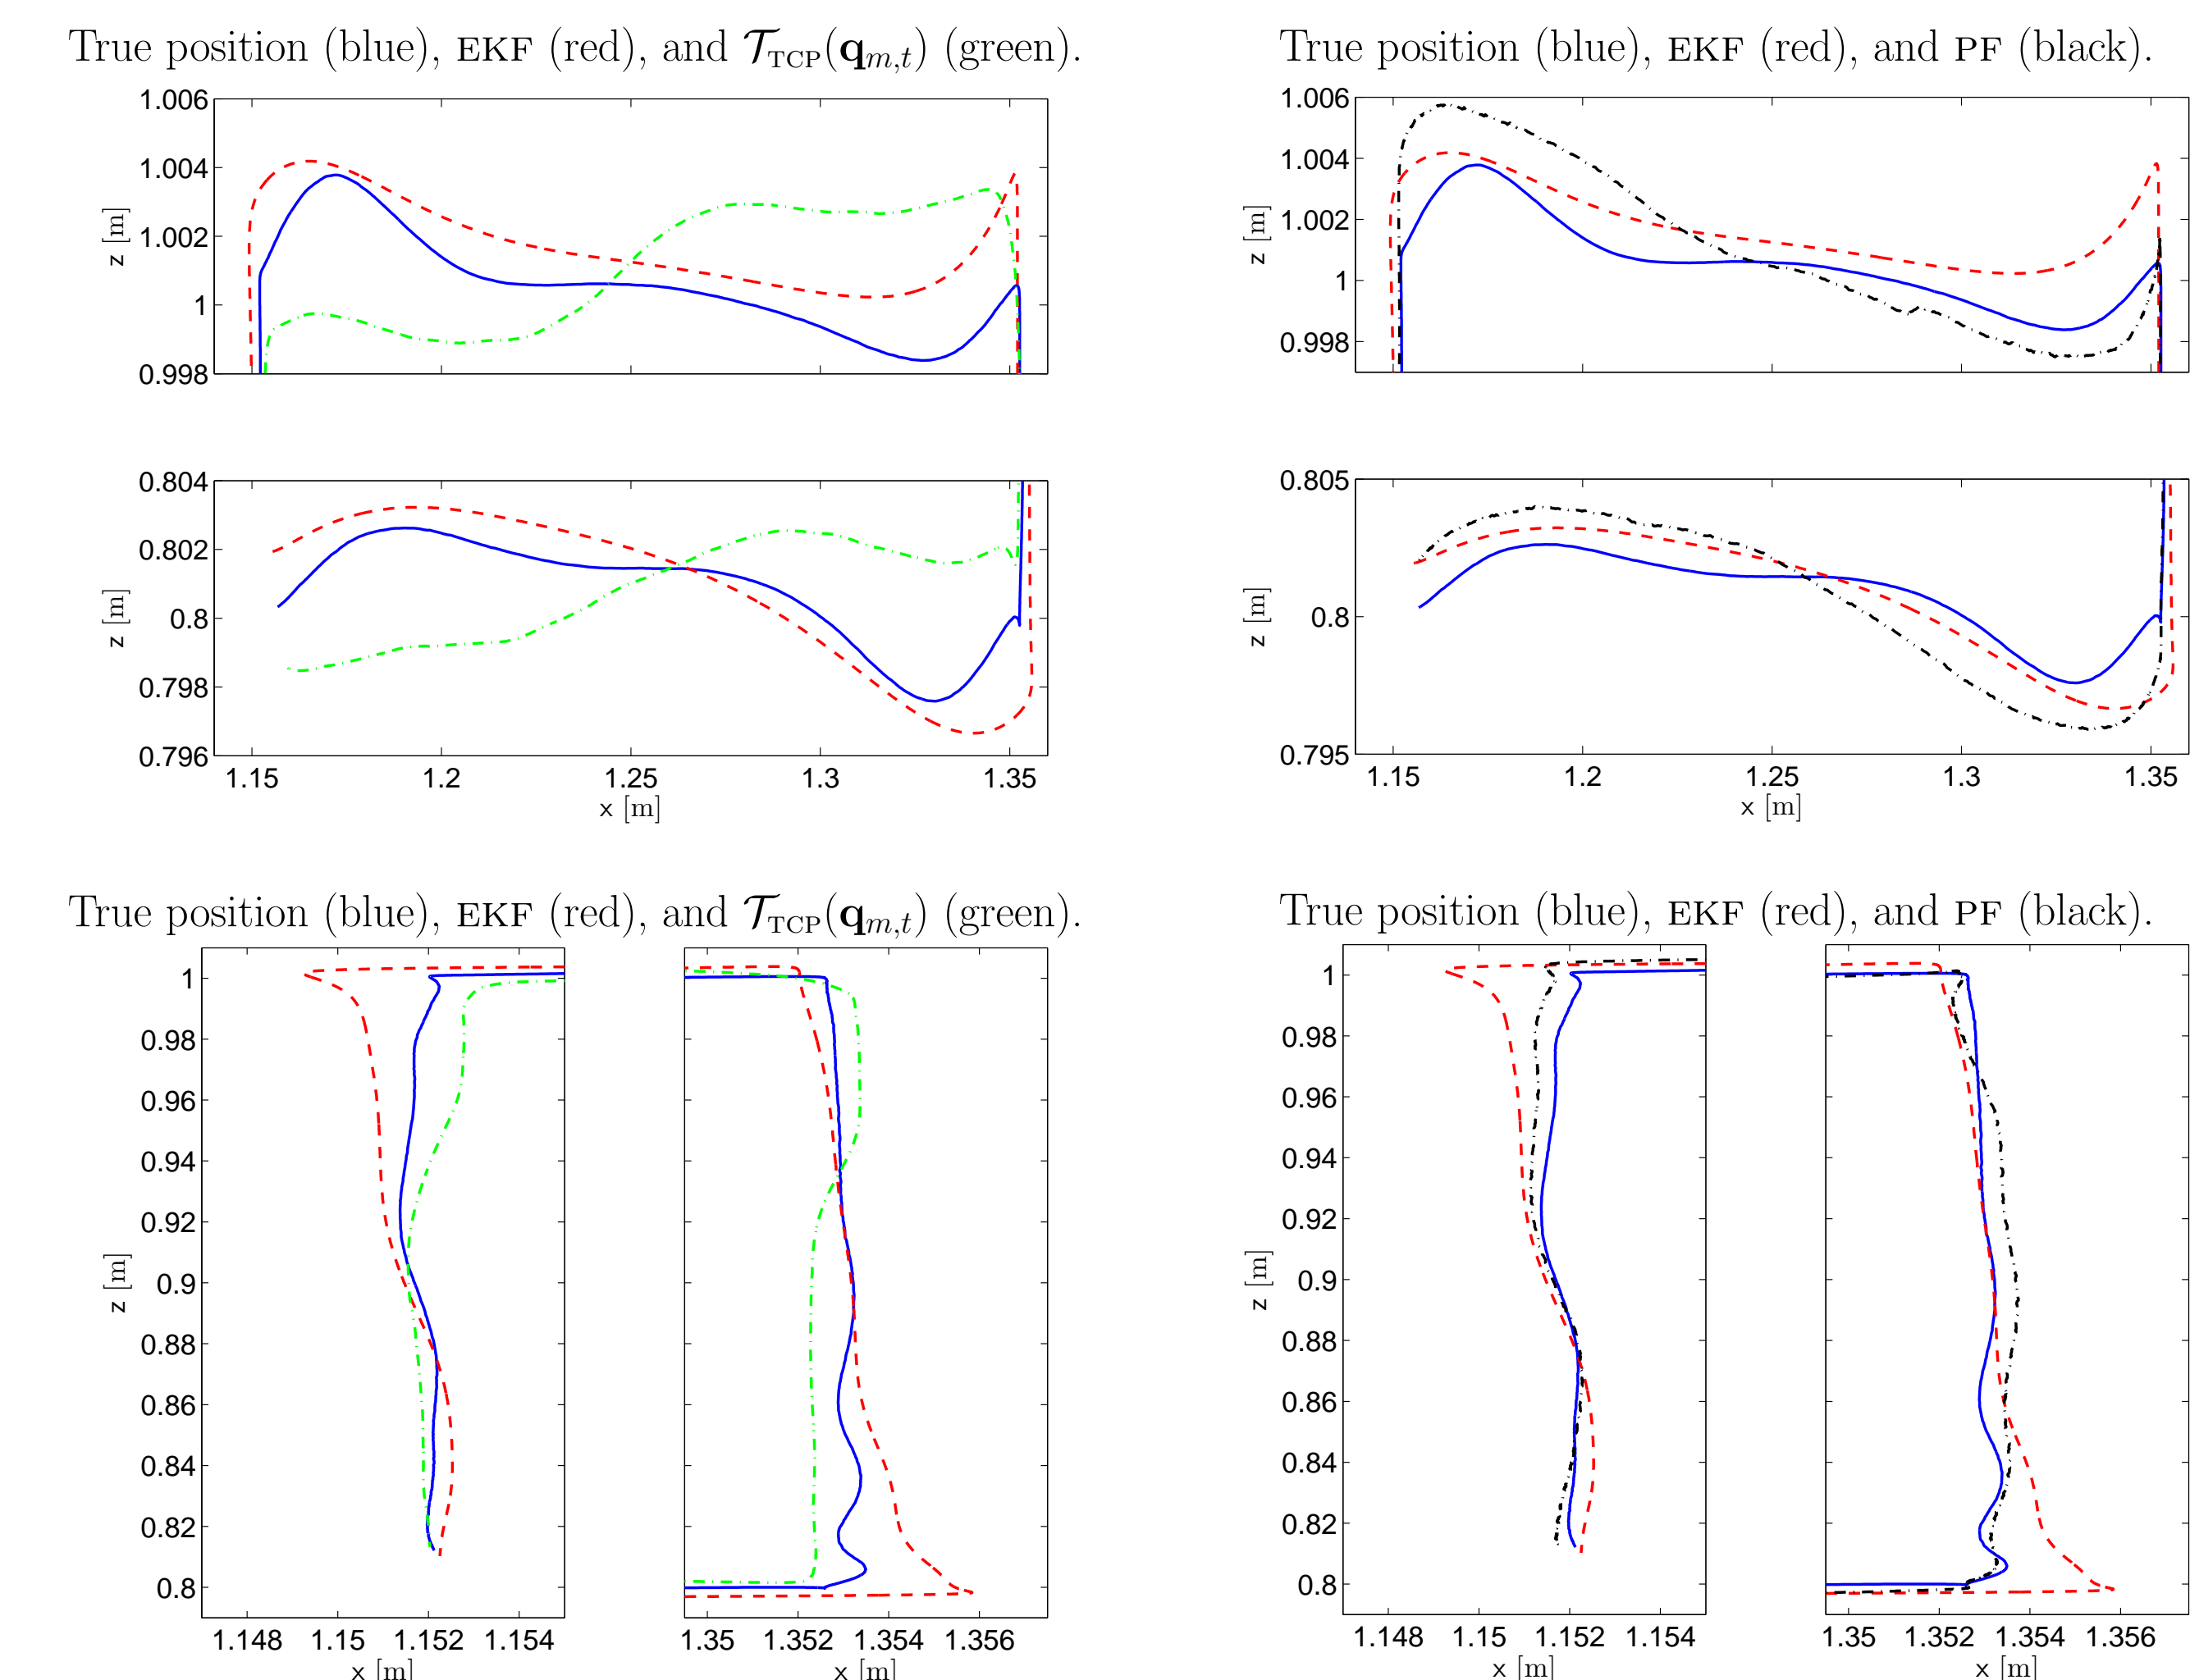 True position (blue), EKF (red), and 𝒯TCP(𝐪m,t) (green).
1.006
1.004
1.002
1
0.998
z [m]
0.804
0.802
0.8
0.798
0.796
z [m]
1.15 1.2 1.25 1.3 1.35
x [m]
True position (blue), EKF (red), and PF (black).
1.006
1.004
1.002
1
0.998
z [m]
0.805
0.8
0.795
z [m]
1.15 1.2 1.25 1.3 1.35
x [m]
True position (blue), EKF (red), and 𝒯TCP(𝐪m,t) (green).
1
0.98
0.96
0.94
0.92
0.9
0.88
0.86
0.84
0.82
0.8
z [m]
1.148 1.15 1.152 1.154
x [m]
1.35 1.352 1.354 1.356
x [m]
True position (blue), EKF (red), and PF (black).
1
0.98
0.96
0.94
0.92
0.9
0.88
0.86
0.84
0.82
0.8
z [m]
1.148 1.15 1.152 1.154
x [m]
1.35 1.352 1.354 1.356
x [m]